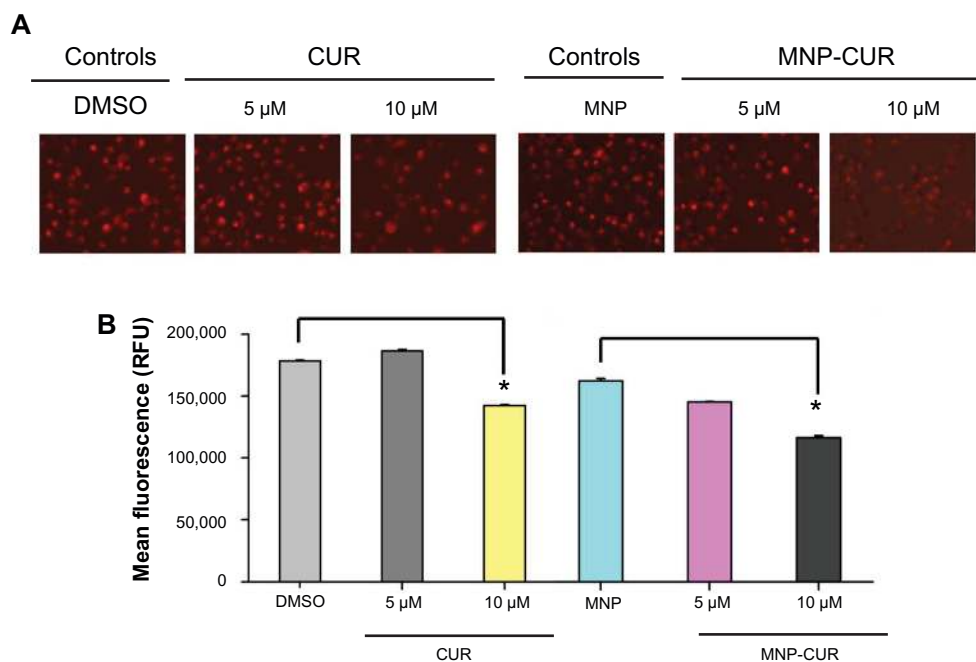 A
Controls CUR Controls MNP-CUR
DMSO 5 µM 10 µM MNP 5 µM 10 µM
B
Mean fluorescence (RFU)
200,000
150,000
100,000
50,000
0
* *
DMSO 5 µM 10 µM MNP 5 µM 10 µM
CUR MNP-CUR